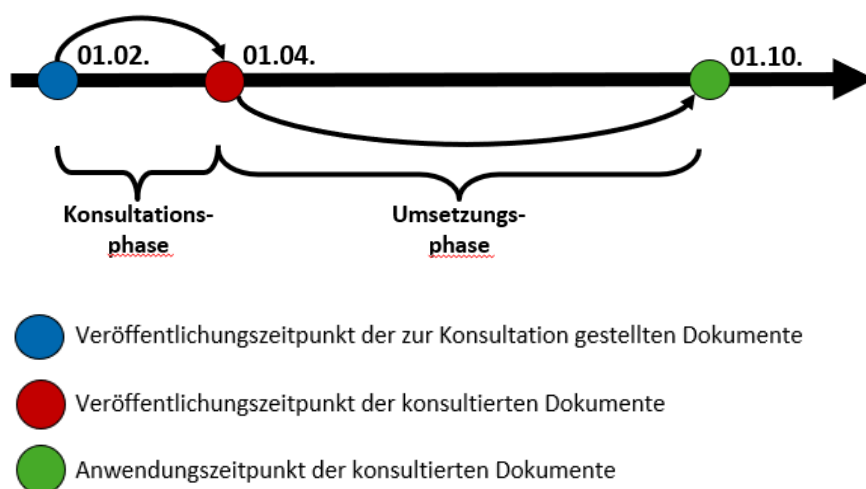 01.02.
01.04.
01.10.
Konsultations-
phase
Umsetzungs-
phase
Veröffentlichungszeitpunkt der zur Konsultation gestellten Dokumente
Veröffentlichungszeitpunkt der konsultierten Dokumente
Anwendungszeitpunkt der konsultierten Dokumente